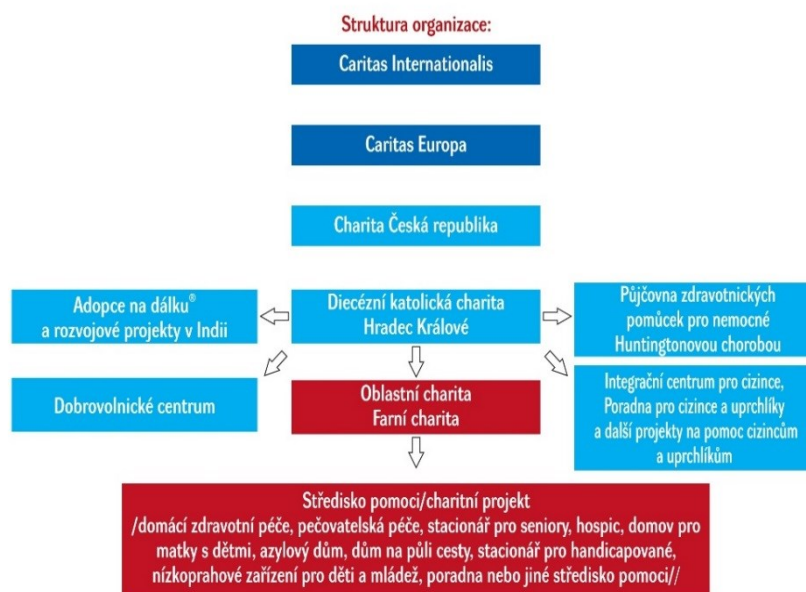 Struktura organizace:
Caritas Internationalis
Caritas Europa
Charita Česká republika
Adopce na dálku®
a rozvojové projekty v Indii
Diecézní katolická charita
Hradec Králové
Půjčovna zdravotnických
pomůcek pro nemocné
Huntingtonovou chorobou
Dobrovolnické centrum
Oblastní charita
Farní charita
Integrační centrum pro cizince,
Poradna pro cizince a uprchlíky
a další projekty na pomoc cizincům
a uprchlíkům
Středisko pomoci/charitní projekt
/domácí zdravotní péče, pečovatelská péče, stacionář pro seniory, hospic, domov pro
matky s dětmi, azylový dům, dům na půli cesty, stacionář pro handicapované,
nízkoprahové zařízení pro děti a mládež, poradna nebo jiné středisko pomoci//